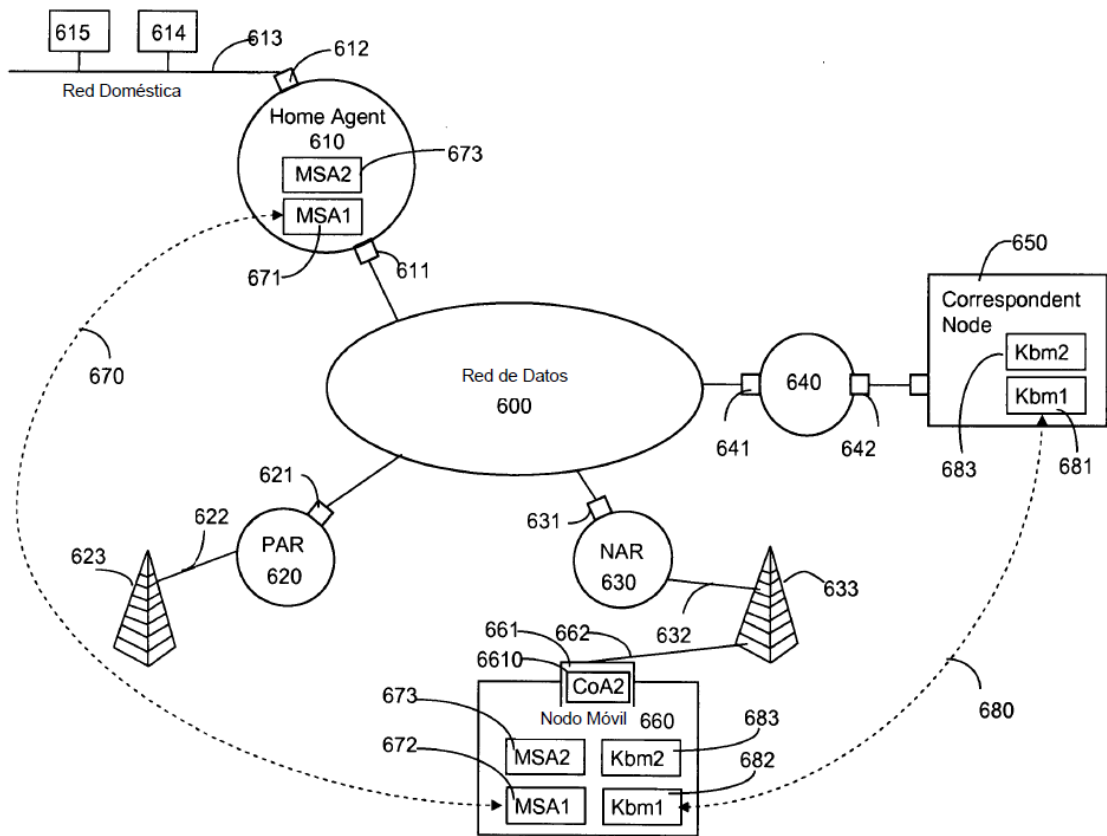 615
614
613
612
Red Doméstica
Home Agent
610
673
MSA2
MSA1
671
611
650
Correspondent
Node
Kbm2
Kbm1
670
Red de Datos
600
640
641
642
683
681
621
622
623
PAR
620
631
NAR
630
633
632
661
662
6610
CoA2
680
673
Nodo Móvil
660
683
672
MSA2
Kbm2
682
MSA1
Kbm1